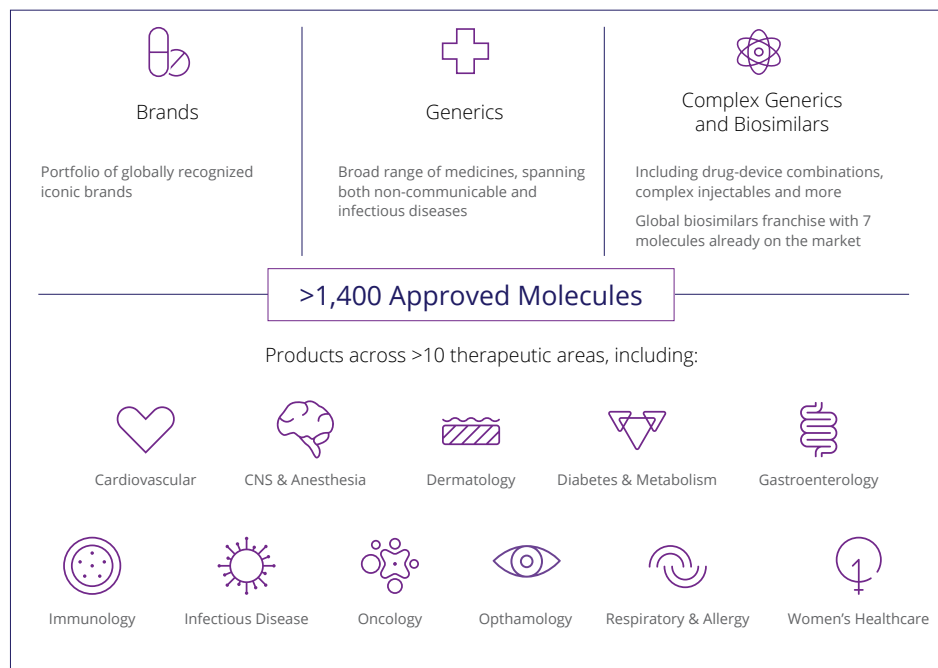 Brands
Generics
Complex Generics
and Biosimilars
Portfolio of globally recognized
iconic brands
Broad range of medicines, spanning
both non-communicable and
infectious diseases
Including drug-device combinations,
complex injectables and more
Global biosimilars franchise with 7
molecules already on the market
>1,400 Approved Molecules
Products across >10 therapeutic areas, including:
Cardiovascular
CNS & Anesthesia
Dermatology
Diabetes & Metabolism
Gastroenterology
Immunology
Infectious Disease
Oncology
Opthamology
Respiratory & Allergy
Women’s Healthcare